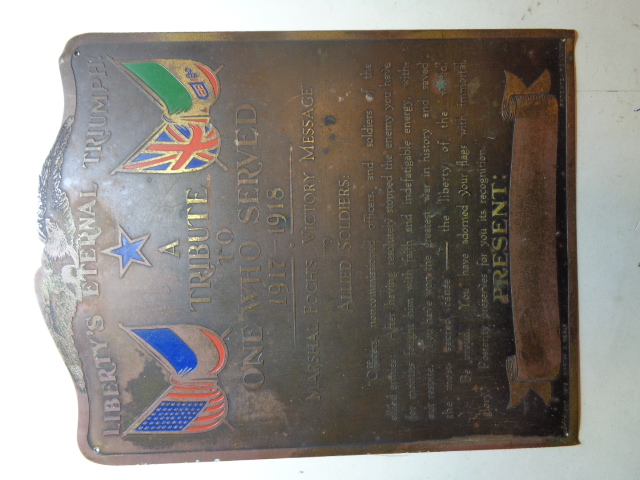 LIBERTY'S ETERNAL TRIUMPH
A
TRIBUTE
TO
ONE WHO SERVED
1917-1918
MARSHAL FOCH'S VICTORY MESSAGE
TO
ALLIED SOLDIERS:
"Officers, noncommissioned officers, and soldiers of the
allied armies: After having resolutely stopped the enemy you have
for months fought him with faith and indefatigable energy, with-
out respite. You have won the greatest war in history and saved
the most sacred cause — the liberty of the world.
Be proud. You have adorned your flags with immortal
glory. Posterity preserves for you its recognition."
PRESENT: